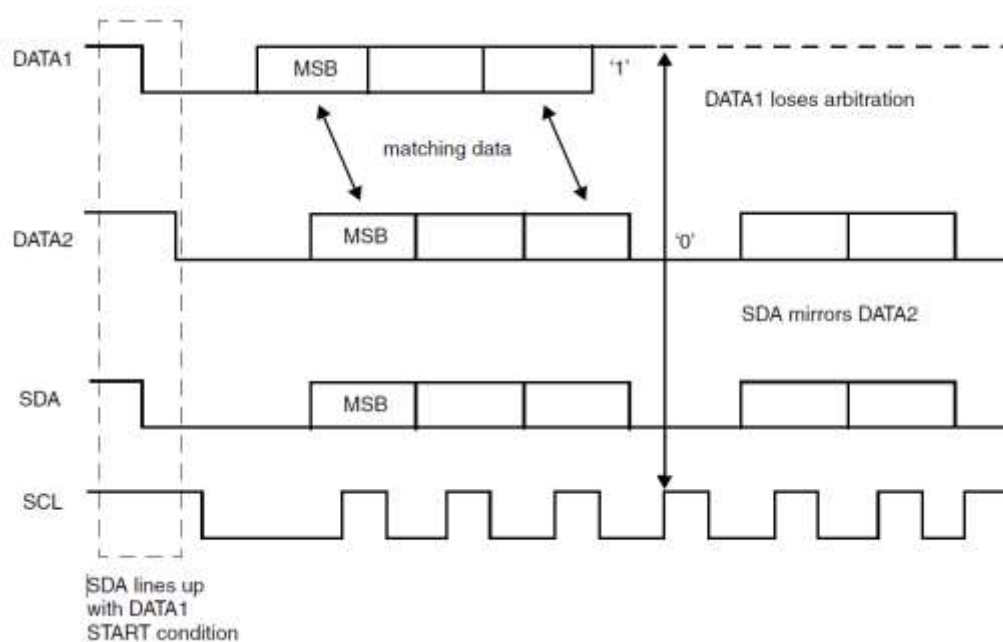 DATA1
MSB
'1'
DATA1 loses arbitration
matching data
DATA2
MSB
'0'
SDA mirrors DATA2
SDA
MSB
SCL
SDA lines up
with DATA1
START condition